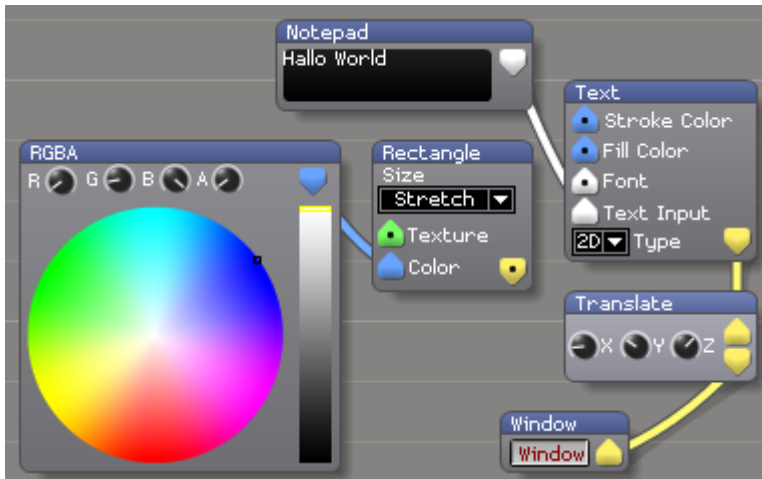 Notepad
Hallo World
Text
Stroke Color
Fill Color
Font
Text Input
2D Type
RGBA
R G B A
Rectangle
Size
Stretch
Texture
Color
Translate
X Y Z
Window
Window